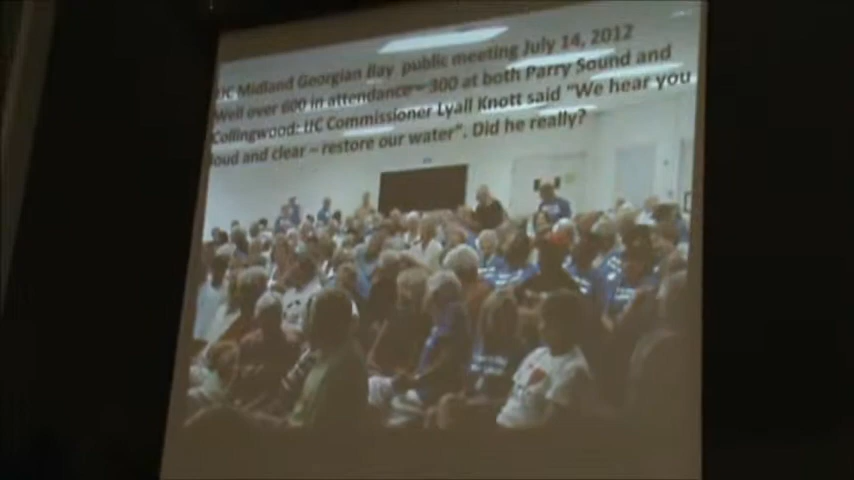 IJC Midland Georgian Bay public meeting July 14, 2012
Well over 600 in attendance – 300 at both Parry Sound and
Collingwood: IJC Commissioner Lyall Knott said "We hear you
loud and clear – restore our water". Did he really?